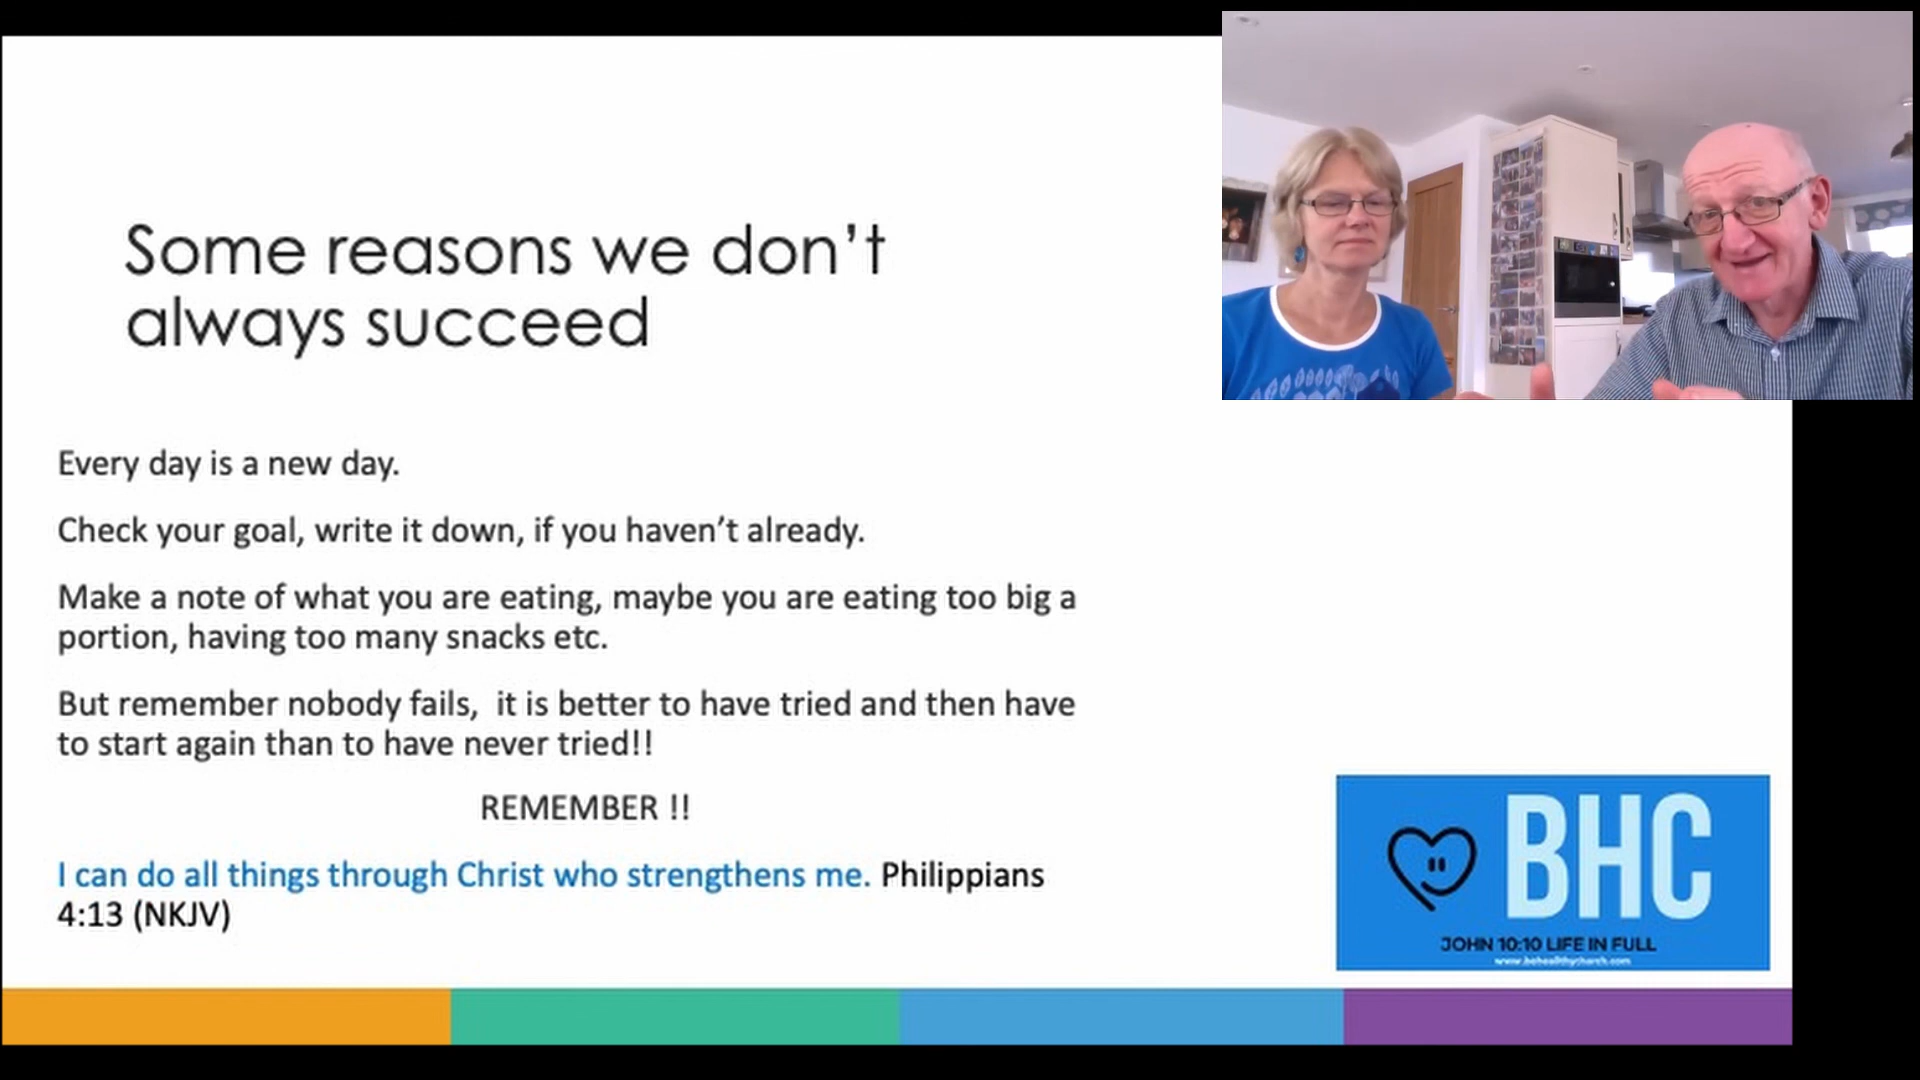 Some reasons we don’t
always succeed
Every day is a new day.
Check your goal, write it down, if you haven’t already.
Make a note of what you are eating, maybe you are eating too big a
portion, having too many snacks etc.
But remember nobody fails,  it is better to have tried and then have
to start again than to have never tried!!
REMEMBER !!
I can do all things through Christ who strengthens me. Philippians
4:13 (NKJV)
BHC
JOHN 10:10 LIFE IN FULL
www.behealthychurch.com